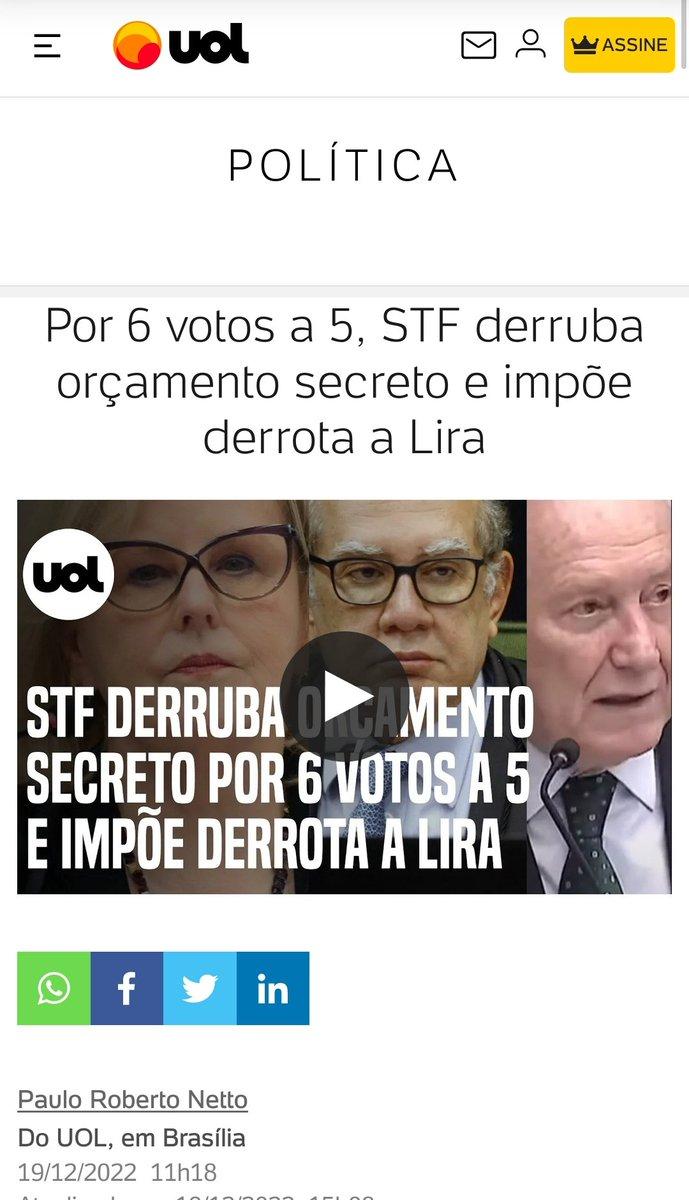 uol
ASSINE
POLÍTICA
Por 6 votos a 5, STF derruba
orçamento secreto e impõe
derrota a Lira
uol
STF DERRUBA ORÇAMENTO
SECRETO POR 6 VOTOS A 5
E IMPÕE DERROTA A LIRA
f
in
Paulo Roberto Netto
Do UOL, em Brasília
19/12/2022 11h18